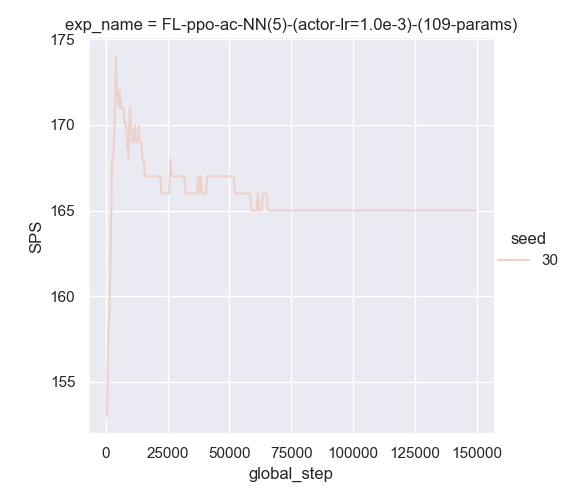 exp_name = FL-ppo-ac-NN(5)-(actor-lr=1.0e-3)-(109-params)
175
170
165
160
155
SPS
0 25000 50000 75000 100000 125000 150000
global_step
seed
30